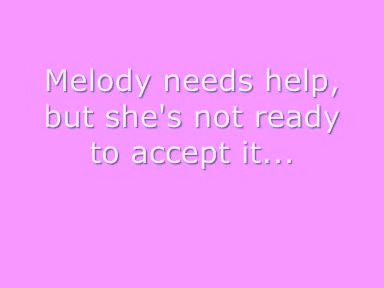 Melody needs help,
but she's not ready
to accept it...